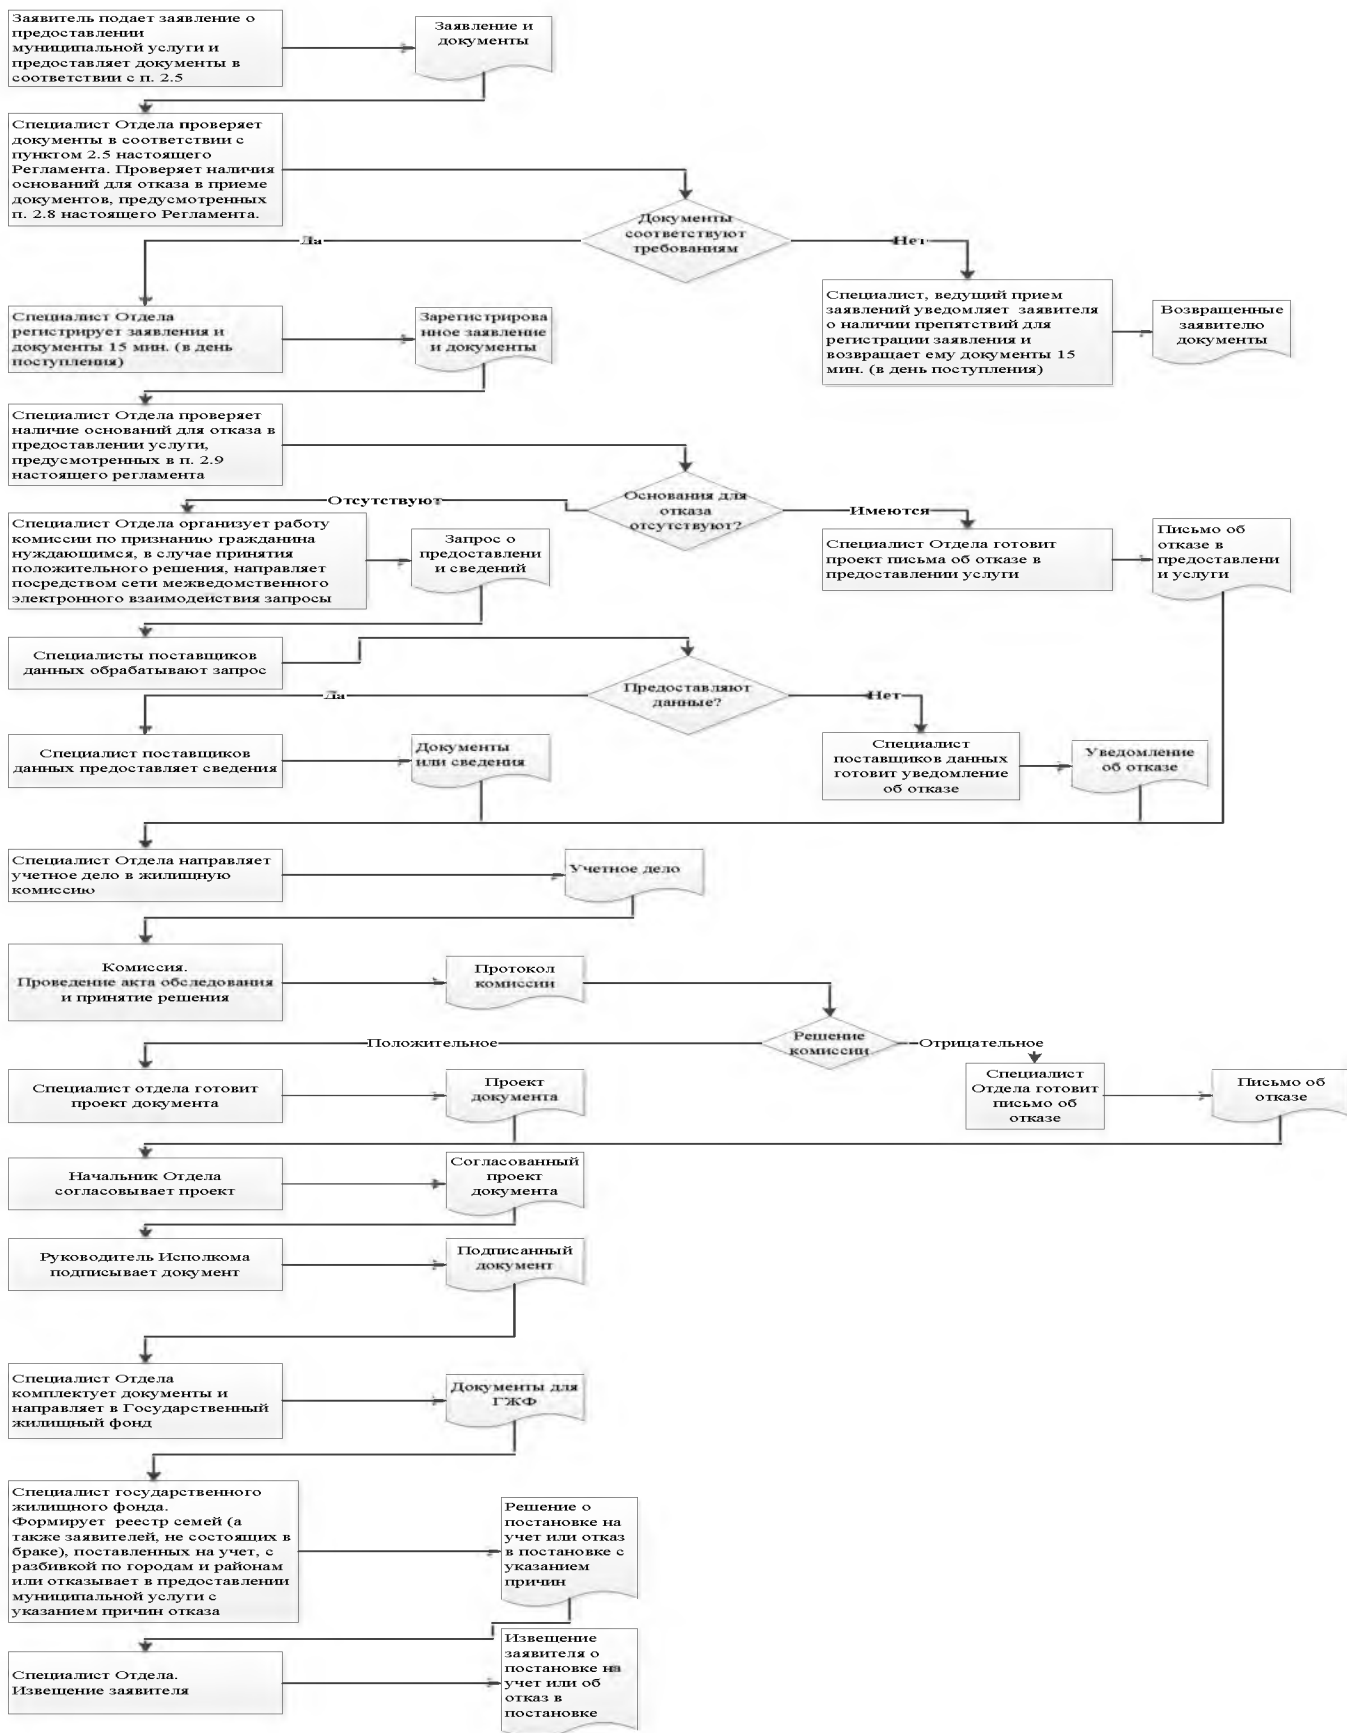 Заявитель подает заявление о
предоставлении
муниципальной услуги и
предоставляет документы в
соответствии с п. 2.5
Заявление и
документы
Специалист Отдела проверяет
документы в соответствии с
пунктом 2.5 настоящего
Регламента. Проверяет наличия
оснований для отказа в приеме
документов, предусмотренных
п. 2.8 настоящего Регламента.
Документы
соответствуют
требованиям
Да
Нет
Специалист Отдела
регистрирует заявления и
документы 15 мин. (в день
поступления)
Зарегистрирова
нное заявление
и документы
Специалист, ведущий прием
заявлений уведомляет заявителя
о наличии препятствий для
регистрации заявления и
возвращает ему документы 15
мин. (в день поступления)
Возвращенные
заявителю
документы
Специалист Отдела проверяет
наличие оснований для отказа в
предоставлении услуги,
предусмотренных в п. 2.9
настоящего регламента
Основания для
отказа
отсутствуют?
Отсутствуют
Имеются
Специалист Отдела организует работу
комиссии по признанию гражданина
нуждающимся, в случае принятия
положительного решения, направляет
посредством сети межведомственного
электронного взаимодействия запросы
Запрос о
предоставлени
и сведений
Специалист Отдела готовит
проект письма об отказе в
предоставлении услуги
Письмо об
отказе в
предоставлени
и услуги
Специалисты поставщиков
данных обрабатывают запрос
Предоставляют
данные?
Да
Нет
Специалист поставщиков
данных предоставляет сведения
Документы
или сведения
Специалист
поставщиков данных
готовит уведомление
об отказе
Уведомление
об отказе
Специалист Отдела направляет
учетное дело в жилищную
комиссию
Учетное дело
Комиссия.
Проведение акта обследования
и принятие решения
Протокол
комиссии
Решение
комиссии
Положительное
Отрицательное
Специалист отдела готовит
проект документа
Проект
документа
Специалист
Отдела готовит
письмо об
отказе
Письмо об
отказе
Начальник Отдела
согласовывает проект
Согласованный
проект
документа
Руководитель Исполкома
подписывает документ
Подписанный
документ
Специалист Отдела
комплектует документы и
направляет в Государственный
жилищный фонд
Документы для
ГЖФ
Специалист государственного
жилищного фонда.
Формирует реестр семей (а
также заявителей, не состоящих в
браке), поставленных на учет, с
разбивкой по городам и районам
или отказывает в предоставлении
муниципальной услуги с
указанием причин отказа
Решение о
постановке на
учет или отказ
в постановке с
указанием
причин
Специалист Отдела.
Извещение заявителя
Извещение
заявителя о
постановке на
учет или об
отказ в
постановке